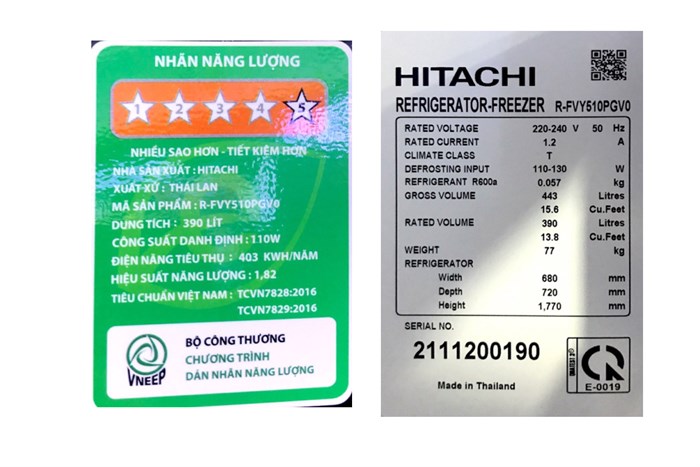 NHÃN NĂNG LƯỢNG
1 2 3 4 5
NHIỀU SAO HƠN - TIẾT KIỆM HƠN
NHÀ SẢN XUẤT : HITACHI
XUẤT XỨ : THÁI LAN
MÃ SẢN PHẨM : R-FVY510PGV0
DUNG TÍCH : 390 LÍT
CÔNG SUẤT DANH ĐỊNH : 110W
ĐIỆN NĂNG TIÊU THỤ : 403 KWH/NĂM
HIỆU SUẤT NĂNG LƯỢNG : 1,82
TIÊU CHUẨN VIỆT NAM : TCVN7828:2016
TCVN7829:2016
VNEEP
BỘ CÔNG THƯƠNG
CHƯƠNG TRÌNH
DÁN NHÃN NĂNG LƯỢNG
HITACHI
REFRIGERATOR-FREEZER R-FVY510PGV0
RATED VOLTAGE 220-240 V 50 Hz
RATED CURRENT 1.2 A
CLIMATE CLASS T
DEFROSTING INPUT 110-130 W
REFRIGERANT R600a 0.057 kg
GROSS VOLUME 443 Litres
15.6 Cu.Feet
RATED VOLUME 390 Litres
13.8 Cu.Feet
WEIGHT 77 kg
REFRIGERATOR
Width 680 mm
Depth 720 mm
Height 1,770 mm
SERIAL NO.
2111200190
Made in Thailand
E-0019